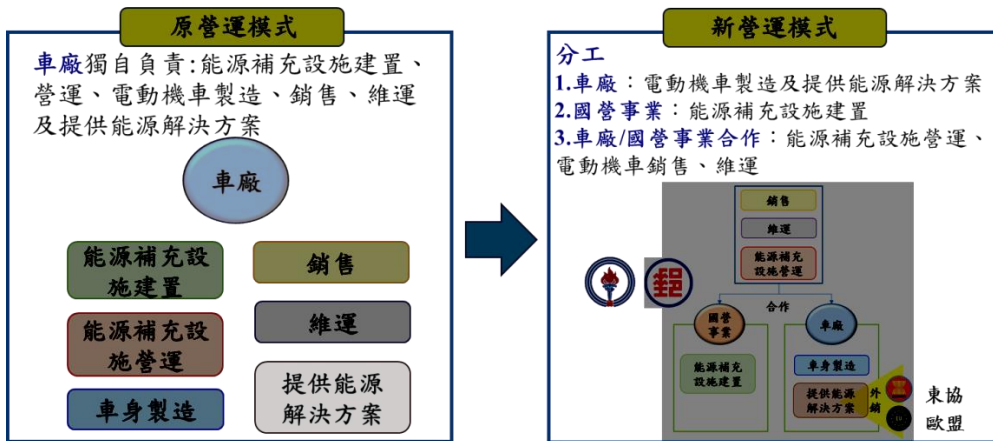 原營運模式
車廠獨自負責:能源補充設施建置、
營運、電動機車製造、銷售、維運
及提供能源解決方案
車廠
能源補充設
施建置
銷售
能源補充設
施營運
維運
車身製造
提供能源
解決方案
新營運模式
分工
1.車廠：電動機車製造及提供能源解決方案
2.國營事業：能源補充設施建置
3.車廠/國營事業合作：能源補充設施營運、
電動機車銷售、維運
銷售
維運
能源補充
設施營運
郵
合作
國營
事業
車廠
能源補充
設施建置
車身製造
提供能源
解決方案
外
銷
東協
歐盟